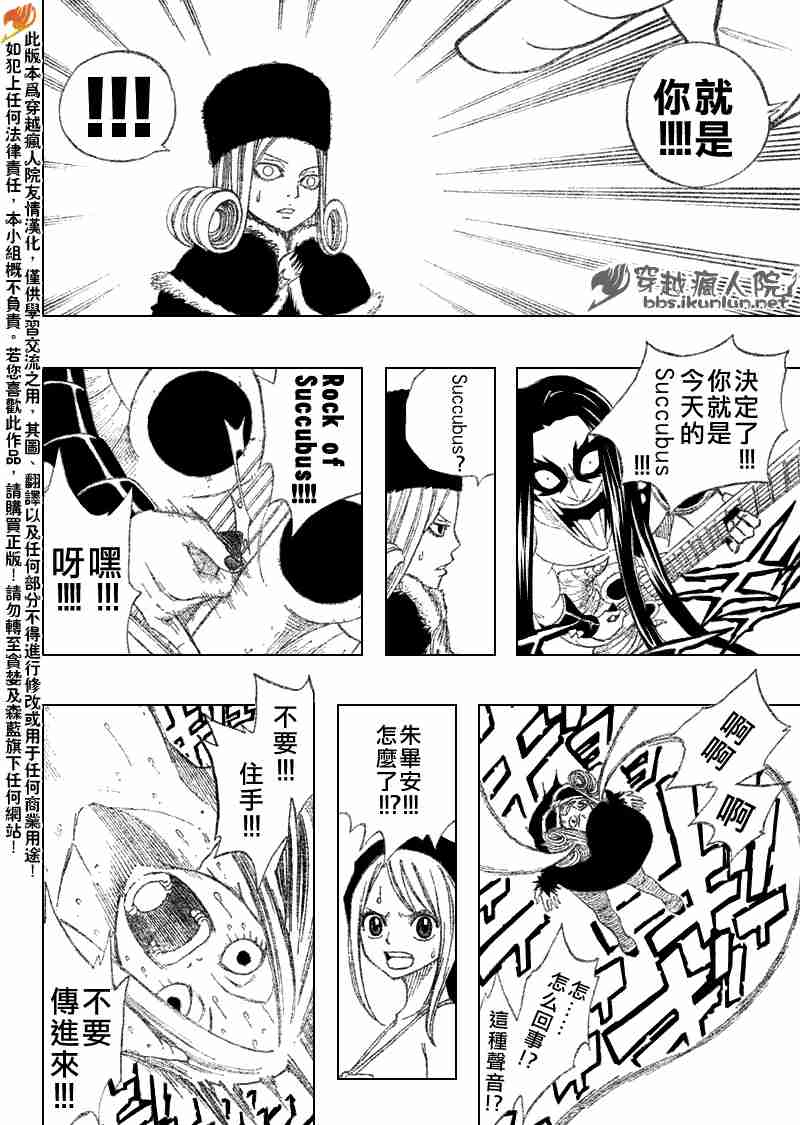 你就
是!!!!
!!!
穿越瘋人院
bbs.ikunlun.net
決定了!!!
你就是
今天的
Succubus
!!!
Succubus?
Rock of
Succubus!!!!
嘿!!!
呀!!!!
啊
啊
啊
怎……
怎么回事!?
這種聲音!?
朱畢安!!!
怎麼了!!?
不要!!!
住手!!!
不要
傳進來!!!
此版本爲穿越瘋人院友情漢化，僅供學習交流之用，其圖、翻譯以及任何部分不得進行修改或用于任何商業用途！
如犯上任何法律責任，本小組概不負責。若您喜歡此作品，請購買正版！請勿轉至貪婪及森藍旗下任何網站！